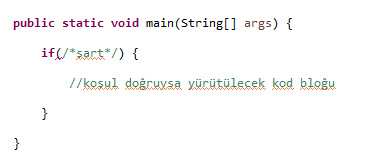 public static void main(String[] args) {
if(/*şart*/) {
//koşul doğruysa yürütülecek kod bloğu
}
}